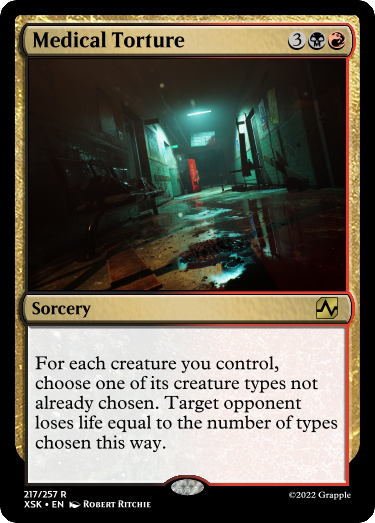 Medical Torture 3
Sorcery
For each creature you control,
choose one of its creature types not
already chosen. Target opponent
loses life equal to the number of types
chosen this way.
217/257 R
XSK • EN Robert Ritchie
©2022 Grapple